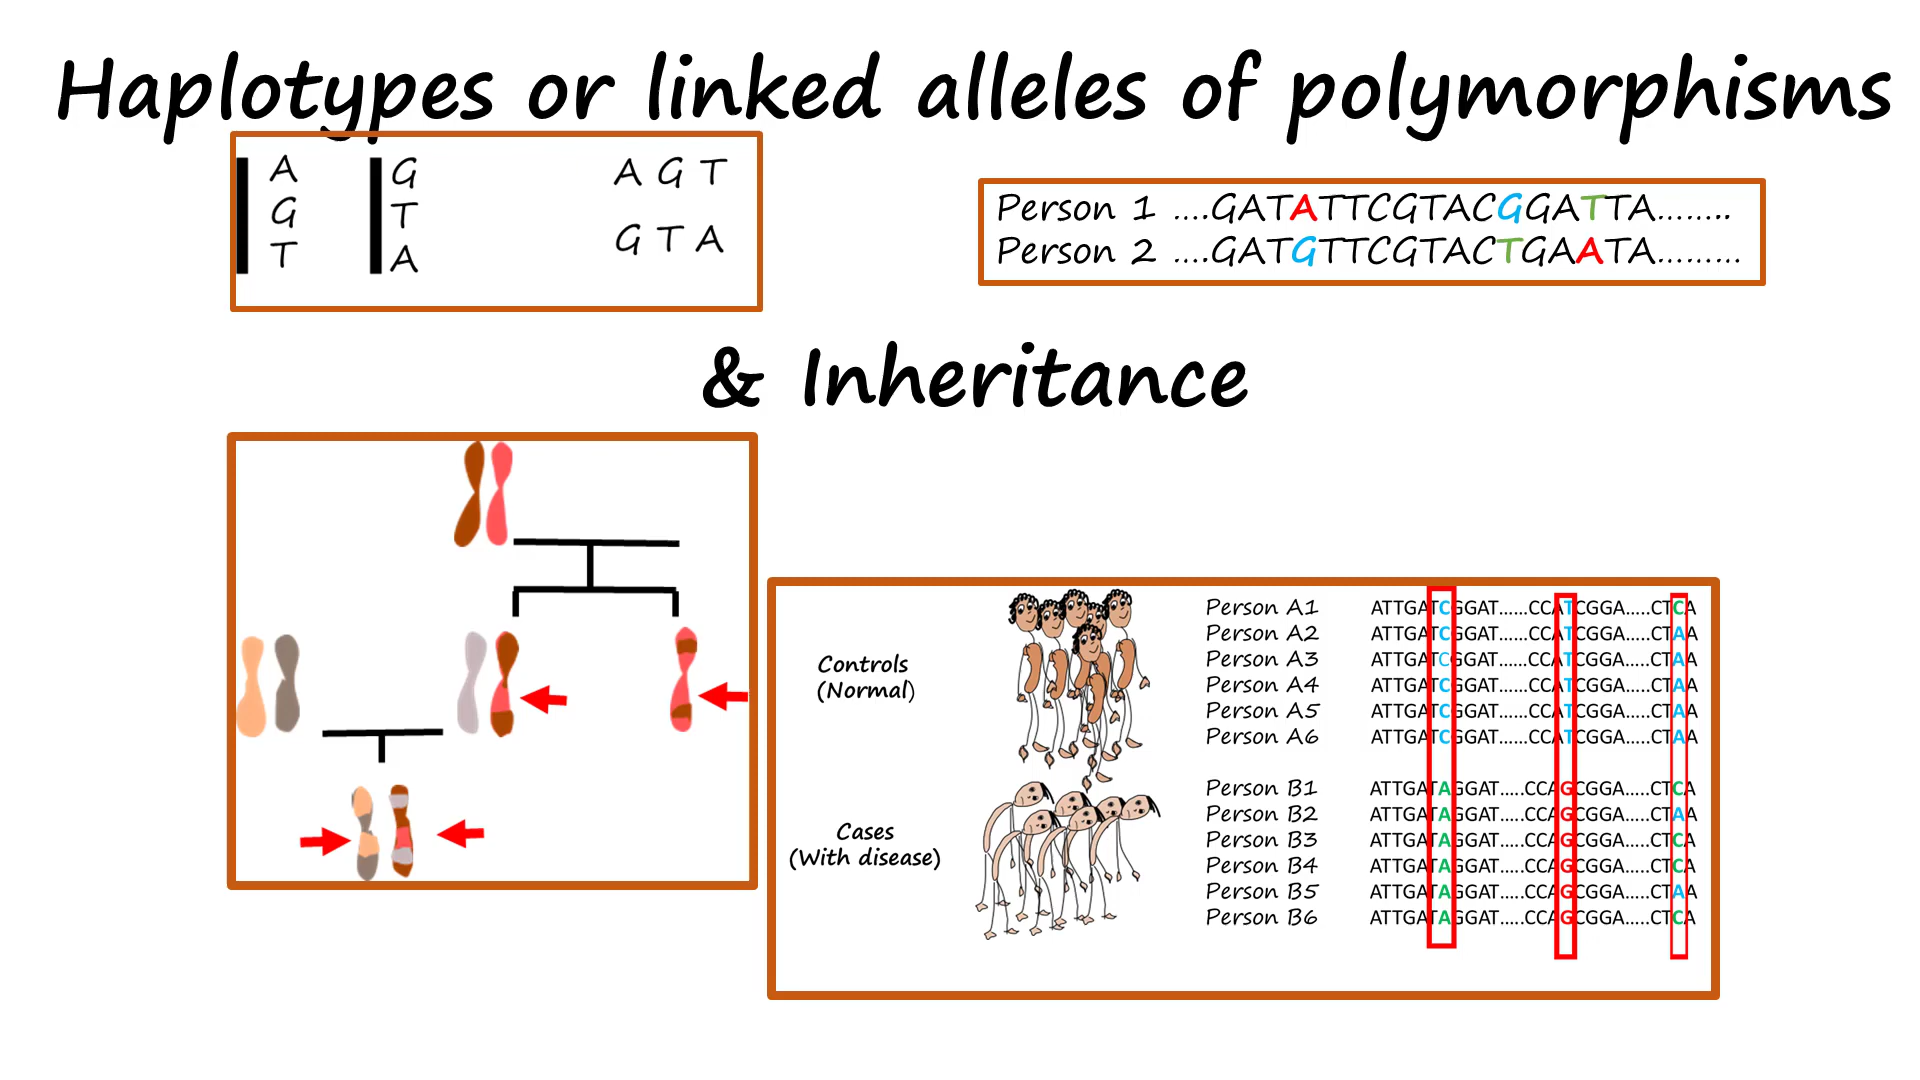 Haplotypes or linked alleles of polymorphisms
A
G
T
G
T
A
A G T
G T A
Person 1 ....GATATTCGTACGGATTA........
Person 2 ....GATGTTCGTACTGAATA.........
& Inheritance
Controls
(Normal)
Person A1 ATTGATCGGAT......CCATCGGA.....CTCA
Person A2 ATTGATCGGAT......CCATCGGA.....CTAA
Person A3 ATTGATCGGAT......CCATCGGA.....CTAA
Person A4 ATTGATCGGAT......CCATCGGA.....CTAA
Person A5 ATTGATCGGAT......CCATCGGA.....CTAA
Person A6 ATTGATCGGAT......CCATCGGA.....CTAA
Cases
(With disease)
Person B1 ATTGATAGGAT.....CCAGCGGA.....CTCA
Person B2 ATTGATAGGAT.....CCAGCGGA.....CTAA
Person B3 ATTGATAGGAT.....CCAGCGGA.....CTCA
Person B4 ATTGATAGGAT.....CCAGCGGA.....CTCA
Person B5 ATTGATAGGAT.....CCAGCGGA.....CTAA
Person B6 ATTGATAGGAT.....CCAGCGGA.....CTCA